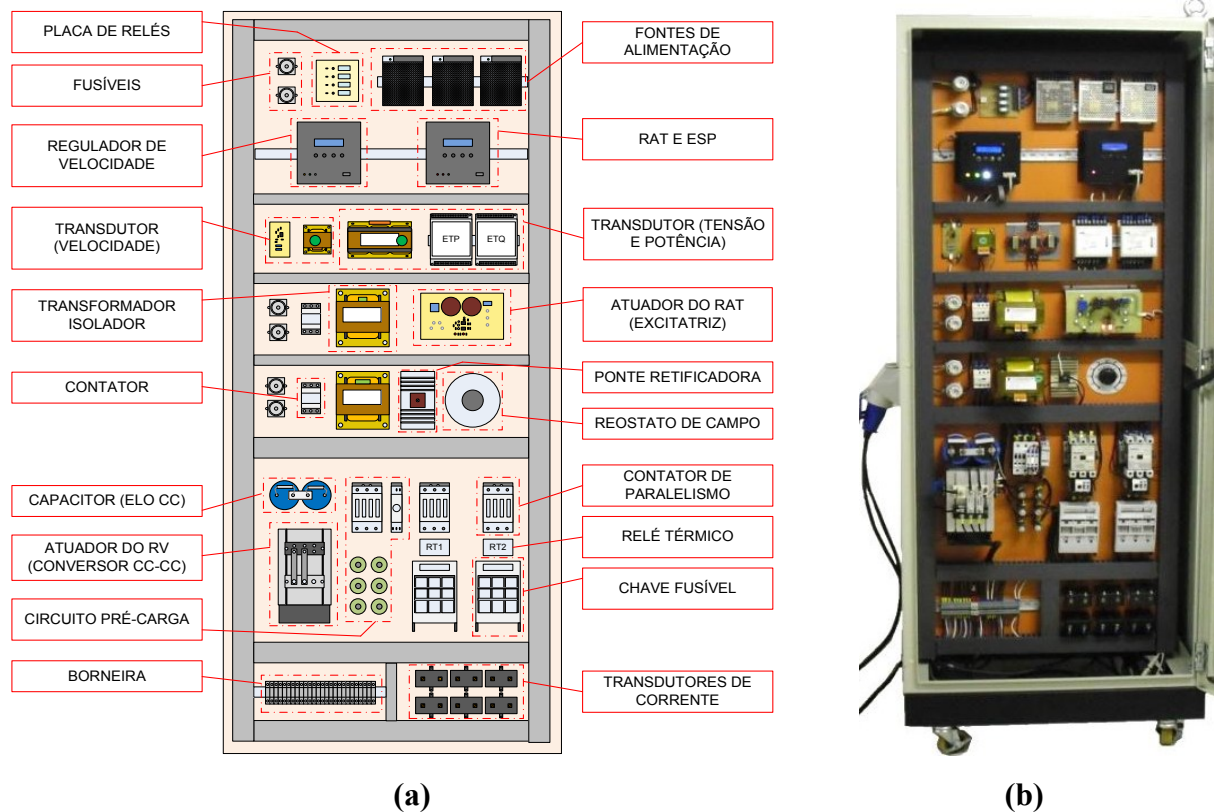 PLACA DE RELÉS
FUSÍVEIS
REGULADOR DE
VELOCIDADE
TRANSDUTOR
(VELOCIDADE)
TRANSFORMADOR
ISOLADOR
CONTATOR
CAPACITOR (ELO CC)
ATUADOR DO RV
(CONVERSOR CC-CC)
CIRCUITO PRÉ-CARGA
BORNEIRA
ETP
ETQ
RT1
RT2
FONTES DE
ALIMENTAÇÃO
RAT E ESP
TRANSDUTOR (TENSÃO
E POTÊNCIA)
ATUADOR DO RAT
(EXCITATRIZ)
PONTE RETIFICADORA
REOSTATO DE CAMPO
CONTATOR DE
PARALELISMO
RELÉ TÉRMICO
CHAVE FUSÍVEL
TRANSDUTORES DE
CORRENTE
(a)
(b)